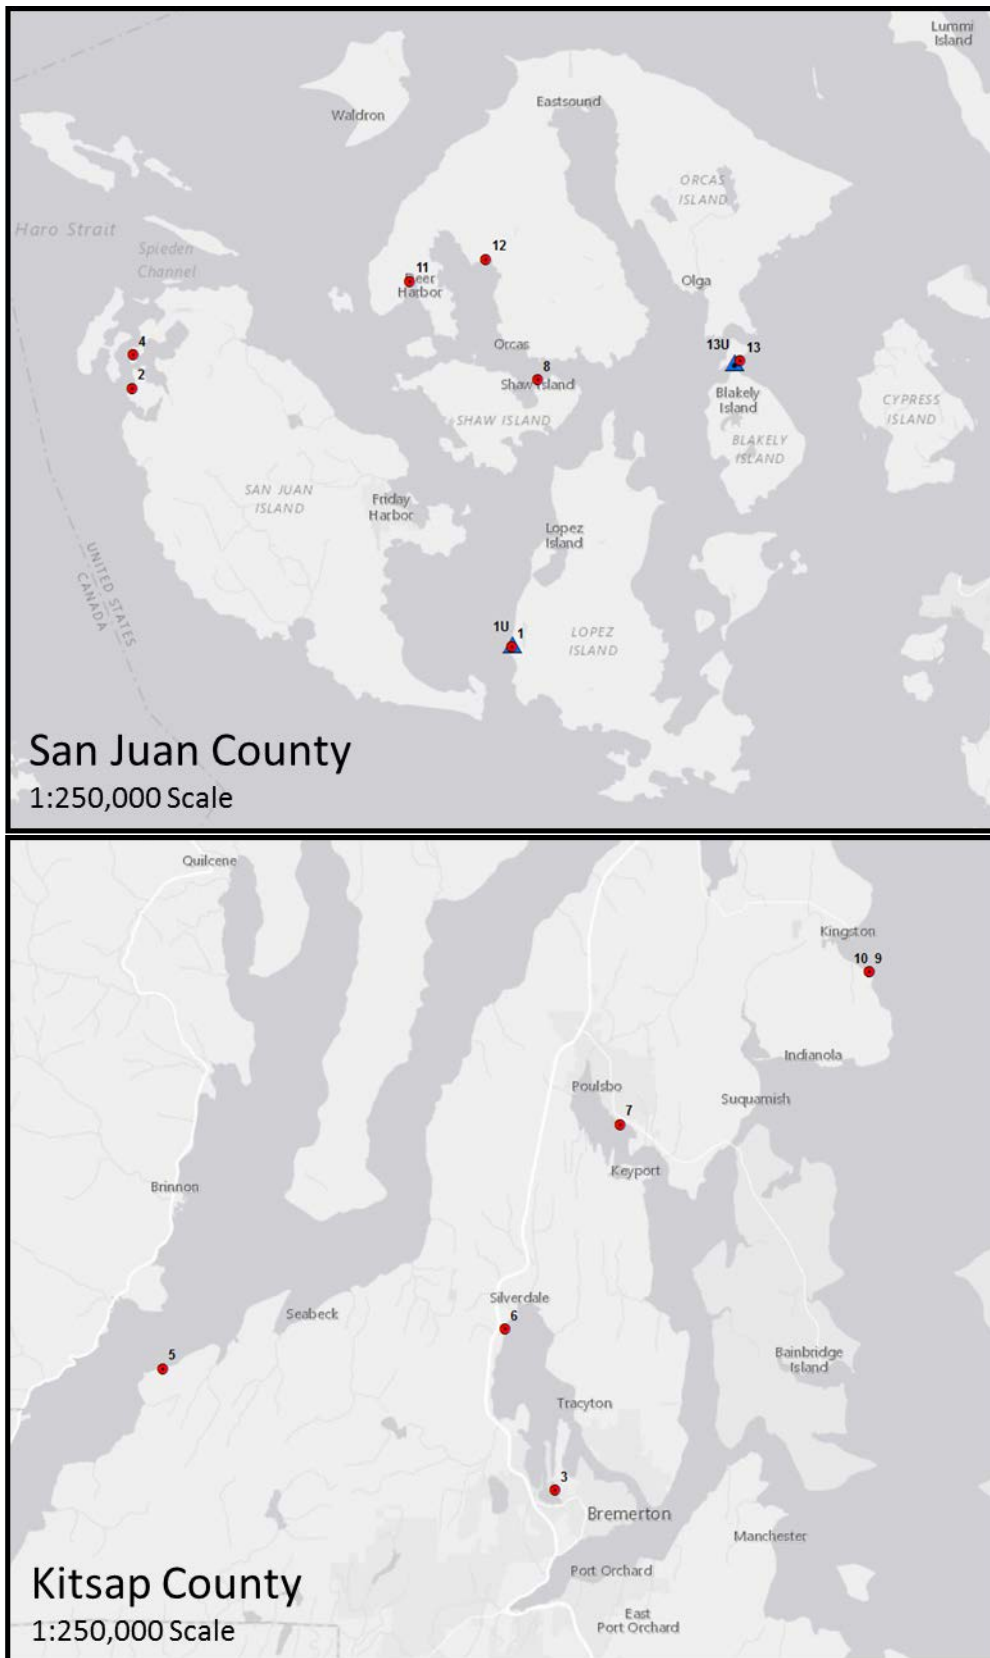 Lummi
Island
Waldron
Eastsound
ORCAS
ISLAND
Haro Strait
Spieden
Channel
12
11
Deer
Harbor
Olga
4
Orcas
13U 13
2
8
Shaw Island
Blakely
Island
CYPRESS
ISLAND
SHAW ISLAND
BLAKELY
ISLAND
SAN JUAN
ISLAND
Friday
Harbor
Lopez
Island
UNITED STATES
CANADA
1U 1
LOPEZ
ISLAND
San Juan County
1:250,000 Scale
Quilcene
Kingston
10 9
Indianola
Poulsbo
Suquamish
7
Keyport
Brinnon
Silverdale
Seabeck
6
5
Bainbridge
Island
Tracyton
3
Bremerton
Manchester
Port Orchard
East
Port Orchard
Kitsap County
1:250,000 Scale